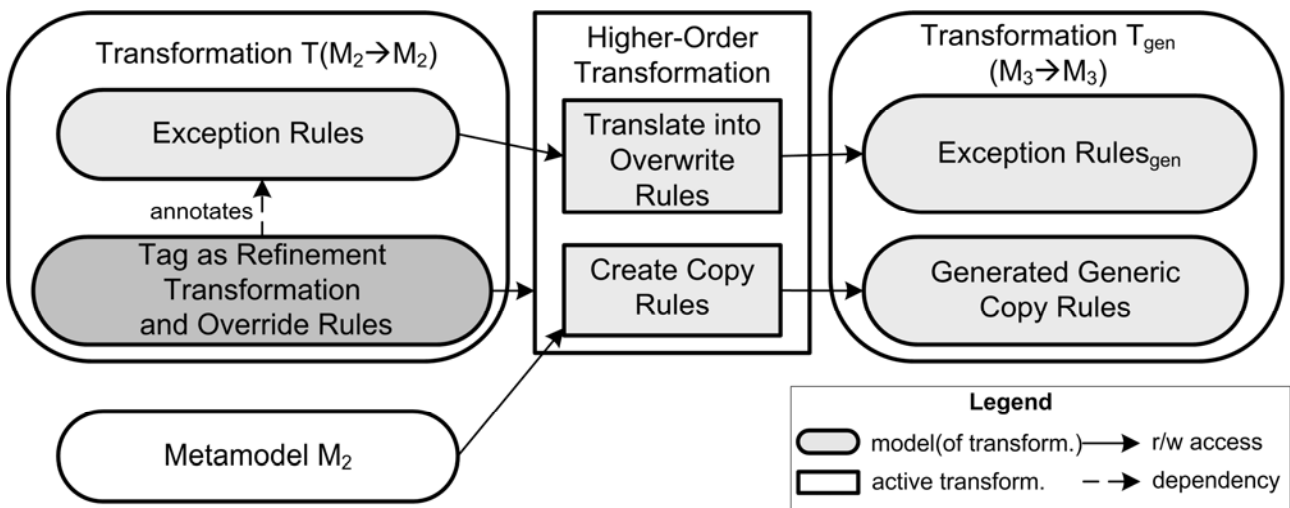 Transformation T(M₂→M₂)
Exception Rules
annotates
Tag as Refinement
Transformation
and Override Rules
Metamodel M₂
Higher-Order
Transformation
Translate into
Overwrite
Rules
Create Copy
Rules
Transformation T_gen
(M₃→M₃)
Exception Rules_gen
Generated Generic
Copy Rules
Legend
model(of transform.)
r/w access
active transform.
dependency